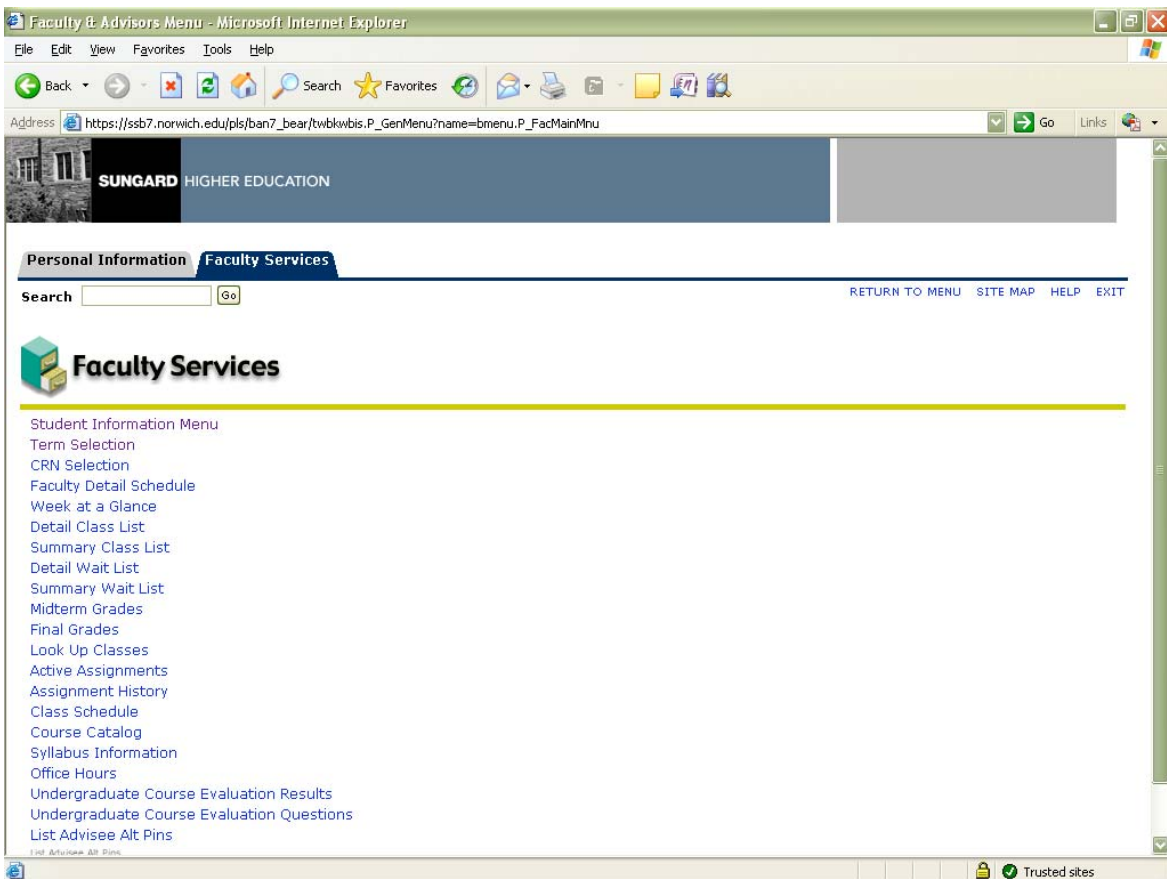 Faculty & Advisors Menu - Microsoft Internet Explorer
File Edit View Favorites Tools Help
Back Search Favorites
Address https://ssb7.norwich.edu/pls/ban7_bear/twbkwbis.P_GenMenu?name=bmenu.P_FacMainMnu Go Links
SUNGARD HIGHER EDUCATION
Personal Information Faculty Services
Search Go RETURN TO MENU SITE MAP HELP EXIT
Faculty Services
Student Information Menu
Term Selection
CRN Selection
Faculty Detail Schedule
Week at a Glance
Detail Class List
Summary Class List
Detail Wait List
Summary Wait List
Midterm Grades
Final Grades
Look Up Classes
Active Assignments
Assignment History
Class Schedule
Course Catalog
Syllabus Information
Office Hours
Undergraduate Course Evaluation Results
Undergraduate Course Evaluation Questions
List Advisee Alt Pins
List Advisee Alt Pins
Trusted sites